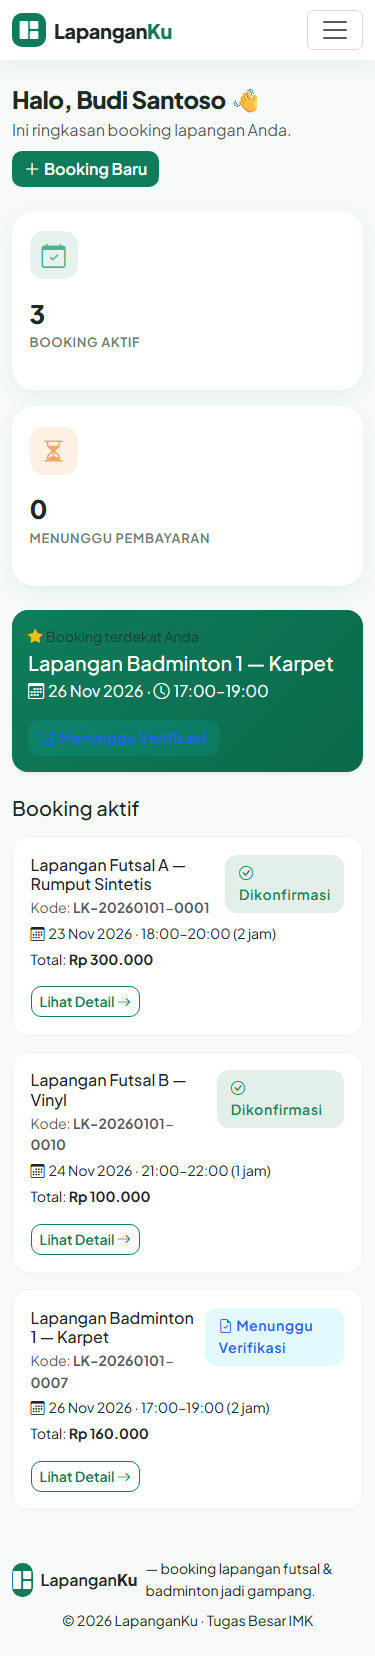 LapanganKu
Halo, Budi Santoso 👋
Ini ringkasan booking lapangan Anda.
+ Booking Baru
3
BOOKING AKTIF
0
MENUNGGU PEMBAYARAN
Booking terdekat Anda
Lapangan Badminton 1 — Karpet
26 Nov 2026 · 17:00–19:00
Menunggu Verifikasi
Booking aktif
Lapangan Futsal A —
Rumput Sintetis
Kode: LK-20260101-0001
Dikonfirmasi
23 Nov 2026 · 18:00–20:00 (2 jam)
Total: Rp 300.000
Lihat Detail →
Lapangan Futsal B —
Vinyl
Kode: LK-20260101-
0010
Dikonfirmasi
24 Nov 2026 · 21:00–22:00 (1 jam)
Total: Rp 100.000
Lihat Detail →
Lapangan Badminton
1 — Karpet
Kode: LK-20260101-
0007
Menunggu
Verifikasi
26 Nov 2026 · 17:00–19:00 (2 jam)
Total: Rp 160.000
Lihat Detail →
LapanganKu
— booking lapangan futsal &
badminton jadi gampang.
© 2026 LapanganKu · Tugas Besar IMK